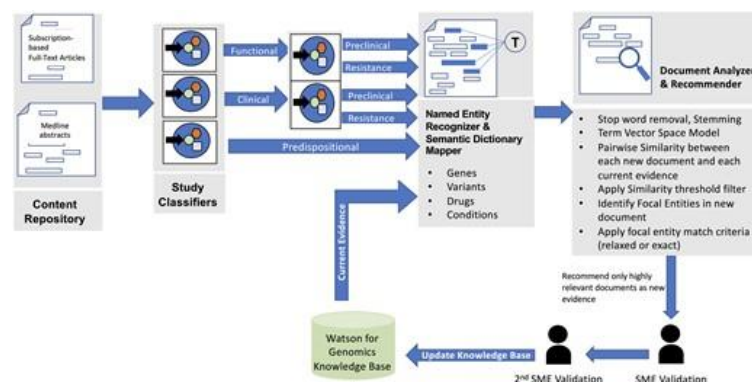 Subscription-
based
Full-Text Articles
Medline
abstracts
Content
Repository
Study
Classifiers
Functional
Clinical
Predispositional
Preclinical
Resistance
Preclinical
Resistance
T
Named Entity
Recognizer &
Semantic Dictionary
Mapper
• Genes
• Variants
• Drugs
• Conditions
Document Analyzer
& Recommender
• Stop word removal, Stemming
• Term Vector Space Model
• Pairwise Similarity between
each new document and each
current evidence
• Apply Similarity threshold filter
• Identify Focal Entities in new
document
• Apply focal entity match criteria
(relaxed or exact)
Recommend only highly
relevant documents as new
evidence
SME Validation
2nd SME Validation
Update Knowledge Base
Watson for
Genomics
Knowledge Base
Current Evidence